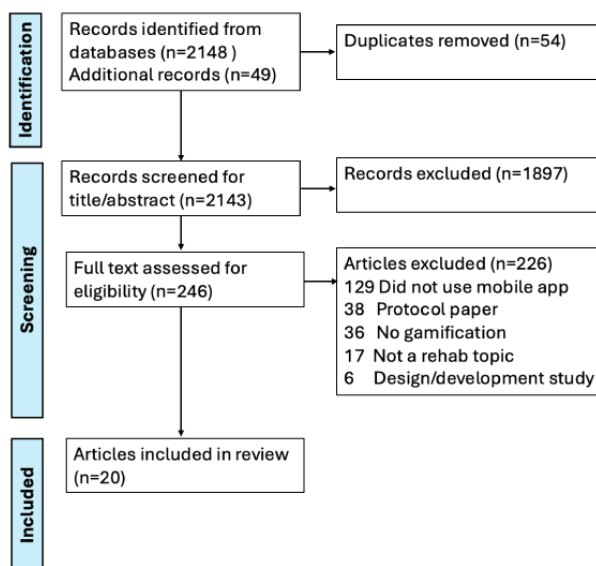 Identification
Records identified from
databases (n=2148 )
Additional records (n=49)
Duplicates removed (n=54)
Screening
Records screened for
title/abstract (n=2143)
Records excluded (n=1897)
Full text assessed for
eligibility (n=246)
Articles excluded (n=226)
129 Did not use mobile app
38 Protocol paper
36 No gamification
17 Not a rehab topic
6 Design/development study
Included
Articles included in review
(n=20)